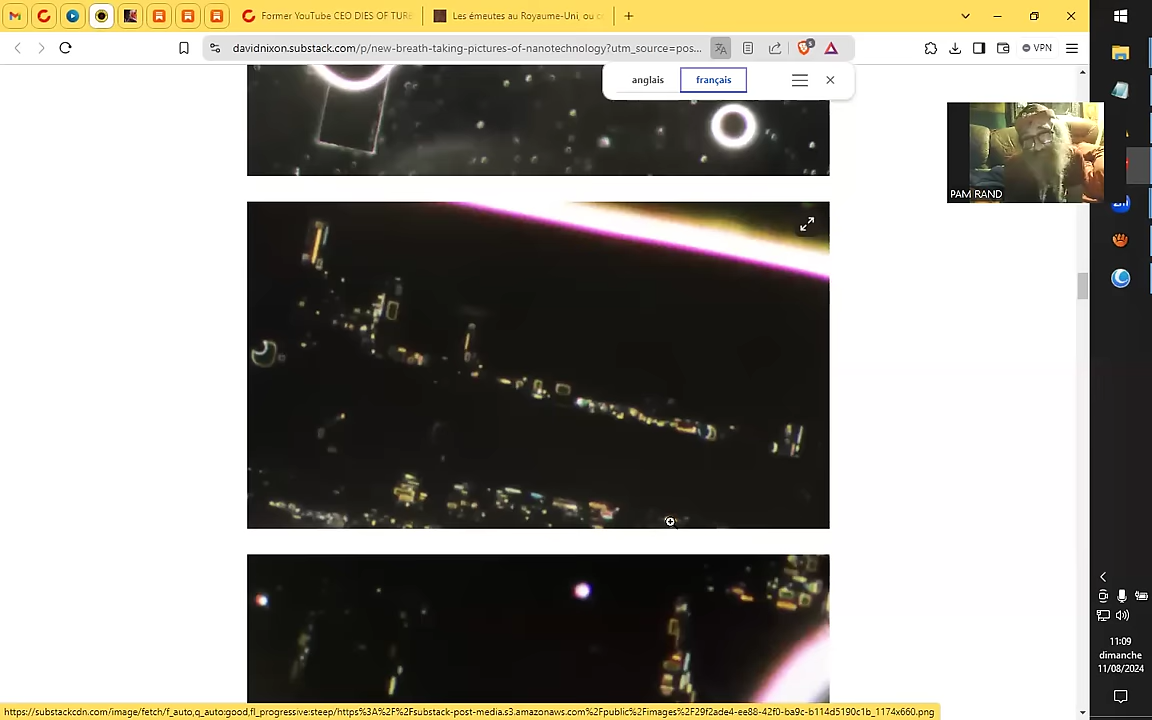 Former YouTube CEO DIES OF TUR
Les émeutes au Royaume-Uni, ou c
davidnixon.substack.com/p/new-breath-taking-pictures-of-nanotechnology?utm_source=pos...
VPN
anglais
français
PAM RAND
11:09
dimanche
11/08/2024
https://substackcdn.com/image/fetch/f_auto,q_auto:good,fl_progressive:steep/https%3A%2F%2Fsubstack-post-media.s3.amazonaws.com%2Fpublic%2Fimages%2F29f2ade4-ee88-42f0-ba9c-b114d5190c1b_1174x660.png